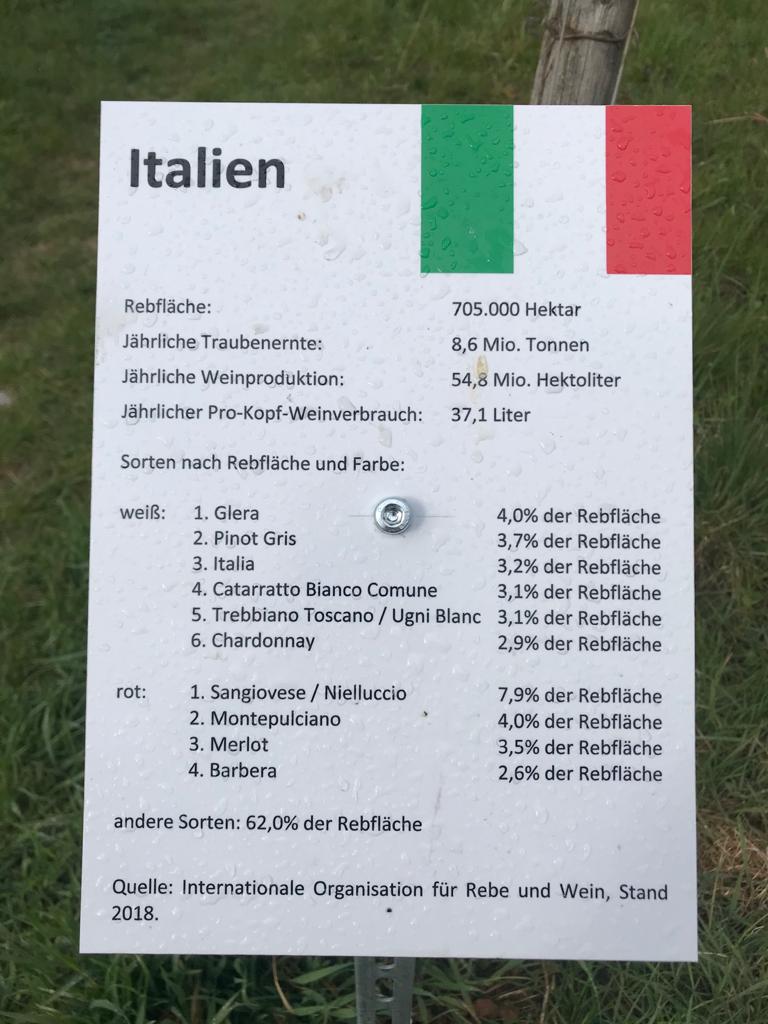 Italien
Rebfläche: 705.000 Hektar
Jährliche Traubenernte: 8,6 Mio. Tonnen
Jährliche Weinproduktion: 54,8 Mio. Hektoliter
Jährlicher Pro-Kopf-Weinverbrauch: 37,1 Liter
Sorten nach Rebfläche und Farbe:
weiß: 1. Glera 4,0% der Rebfläche
2. Pinot Gris 3,7% der Rebfläche
3. Italia 3,2% der Rebfläche
4. Catarratto Bianco Comune 3,1% der Rebfläche
5. Trebbiano Toscano / Ugni Blanc 3,1% der Rebfläche
6. Chardonnay 2,9% der Rebfläche
rot: 1. Sangiovese / Nielluccio 7,9% der Rebfläche
2. Montepulciano 4,0% der Rebfläche
3. Merlot 3,5% der Rebfläche
4. Barbera 2,6% der Rebfläche
andere Sorten: 62,0% der Rebfläche
Quelle: Internationale Organisation für Rebe und Wein, Stand
2018.